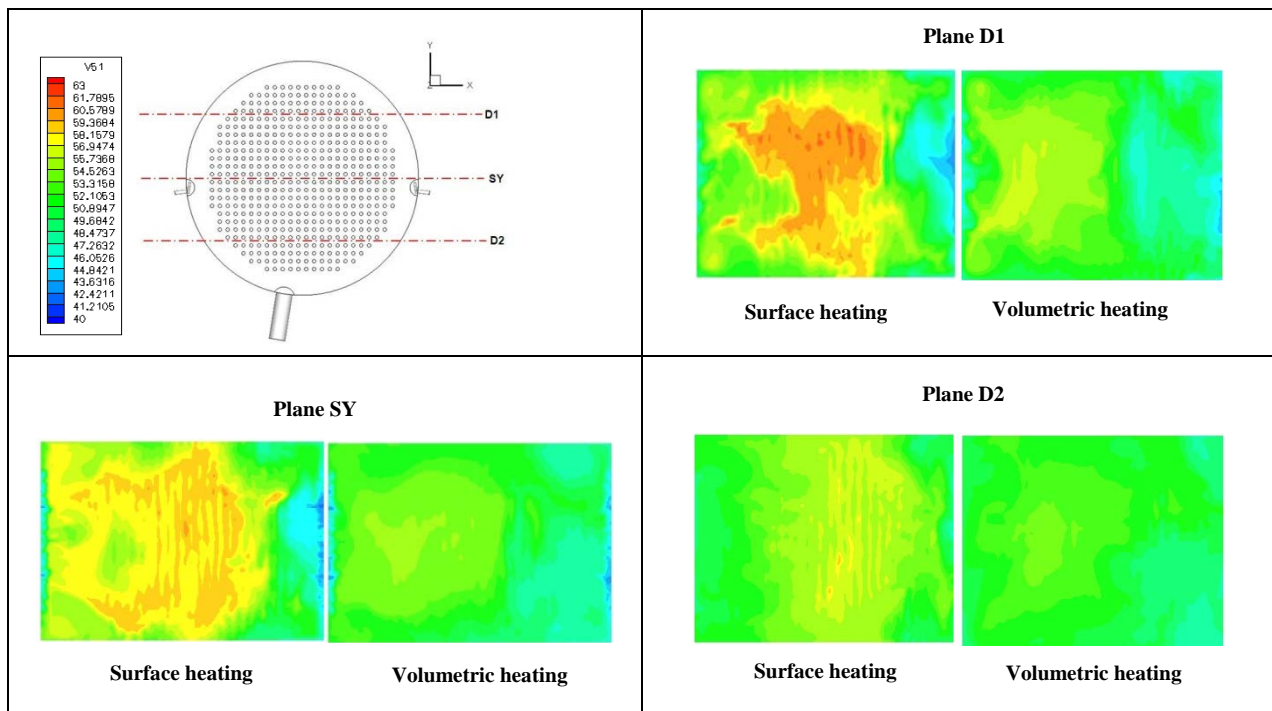 V51
63
61.7895
60.5789
59.3684
58.1579
56.9474
55.7368
54.5263
53.3158
52.1053
50.8947
49.6842
48.4737
47.2632
46.0526
44.8421
43.6316
42.4211
41.2105
40
Y
Z X
D1
SY
D2
Plane D1
Surface heating Volumetric heating
Plane SY
Surface heating Volumetric heating
Plane D2
Surface heating Volumetric heating